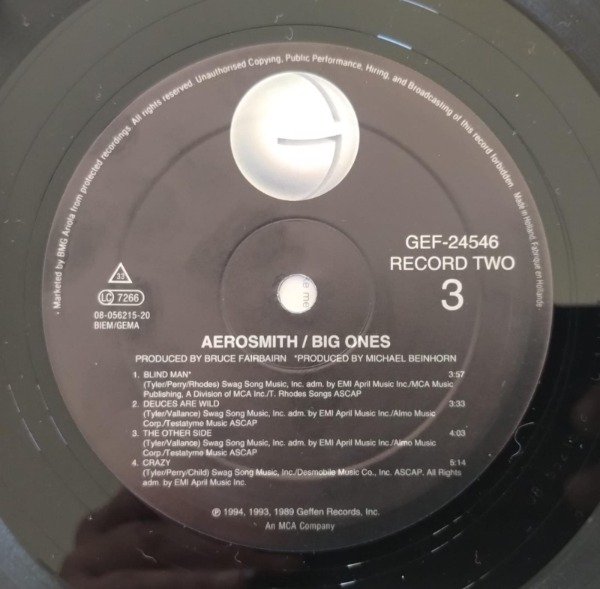 Marketed by BMG Ariola from protected recordings. All rights reserved. Unauthorised Copying, Public Performance, Hiring, and Broadcasting of this record forbidden. Made in Holland. Fabriqué en Hollande
33
LC 7266
08-056215-20
BIEM/GEMA
GEF-24546
RECORD TWO
3
AEROSMITH / BIG ONES
PRODUCED BY BRUCE FAIRBAIRN *PRODUCED BY MICHAEL BEINHORN
1. BLIND MAN* 3:57
(Tyler/Perry/Rhodes) Swag Song Music, Inc. adm. by EMI April Music Inc./MCA Music
Publishing, A Division of MCA Inc./T. Rhodes Songs ASCAP
2. DEUCES ARE WILD 3:33
(Tyler/Vallance) Swag Song Music, Inc. adm. by EMI April Music Inc./Almo Music
Corp./Testatyme Music ASCAP
3. THE OTHER SIDE 4:03
(Tyler/Vallance) Swag Song Music, Inc. adm. by EMI April Music Inc./Almo Music
Corp./Testatyme Music ASCAP
4. CRAZY 5:14
(Tyler/Perry/Child) Swag Song Music, Inc./Desmobile Music Co., Inc. ASCAP. All Rights
adm. by EMI April Music Inc.
℗ 1994, 1993, 1989 Geffen Records, Inc.
An MCA Company